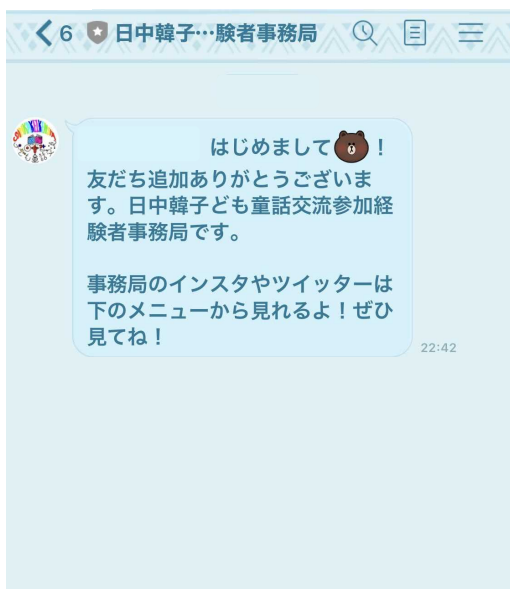 6 日中韓子…験者事務局
はじめまして！
友だち追加ありがとうございま
す。日中韓子ども童話交流参加経
験者事務局です。
事務局のインスタやツイッターは
下のメニューから見れるよ！ぜひ
見てね！
22:42